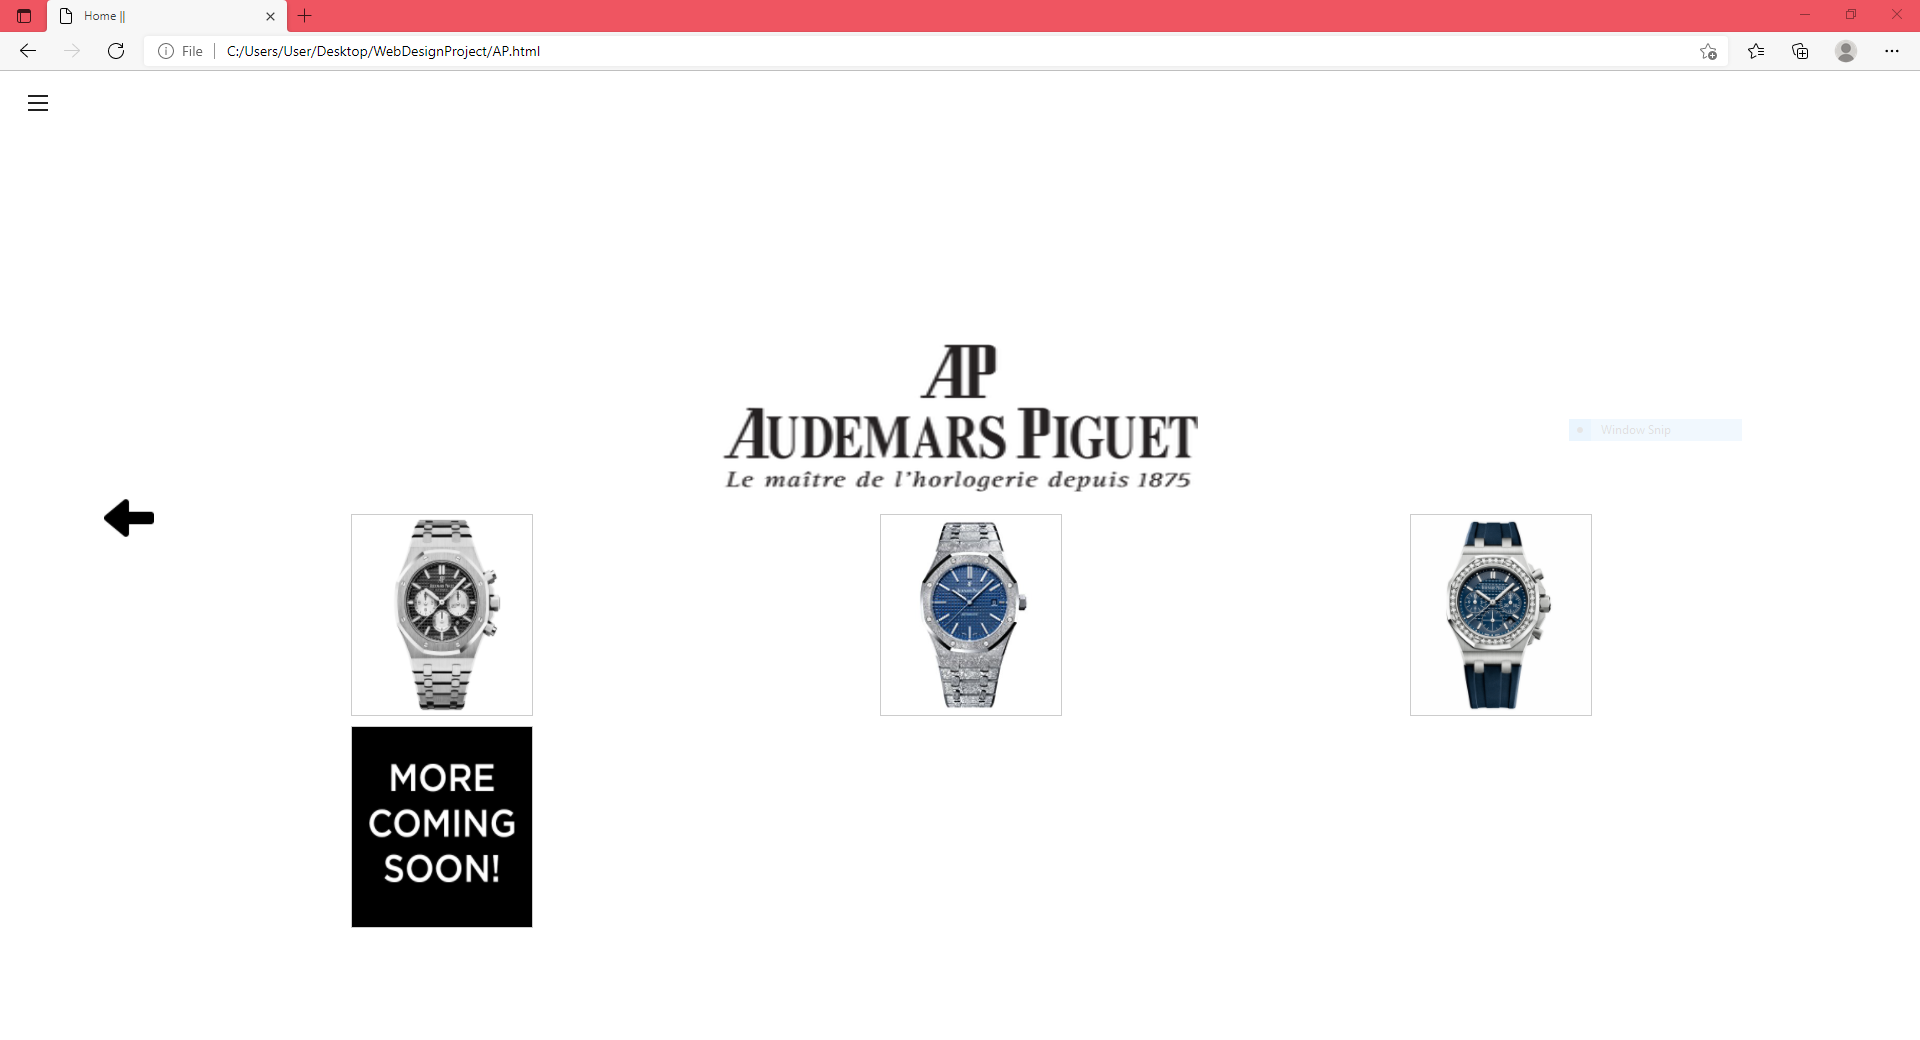 Home ||
File
C:/Users/User/Desktop/WebDesignProject/AP.html
AP
AUDEMARS PIGUET
Le maître de l'horlogerie depuis 1875
Window Snip
MORE
COMING
SOON!